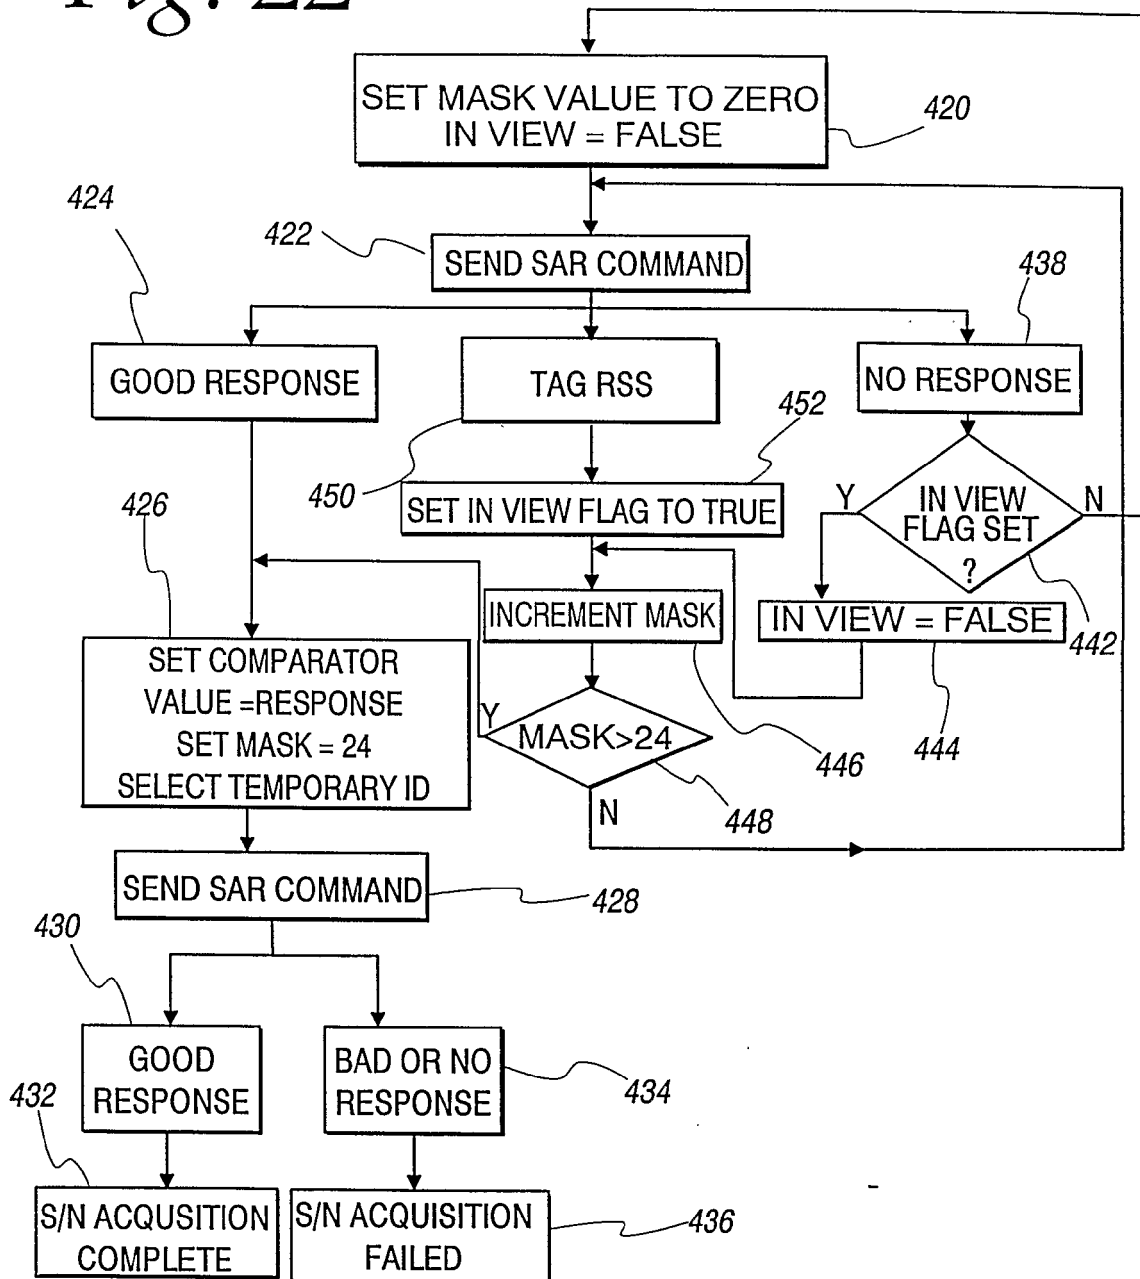 Fig. 22
SET MASK VALUE TO ZERO
IN VIEW = FALSE
420
424
422
SEND SAR COMMAND
438
GOOD RESPONSE
TAG RSS
NO RESPONSE
452
450
426
SET IN VIEW FLAG TO TRUE
Y
IN VIEW
FLAG SET
?
N
INCREMENT MASK
IN VIEW = FALSE
442
SET COMPARATOR
VALUE =RESPONSE
SET MASK = 24
SELECT TEMPORARY ID
Y
MASK>24
446
444
N
448
SEND SAR COMMAND
428
430
GOOD
RESPONSE
BAD OR NO
RESPONSE
434
432
S/N ACQUSITION
COMPLETE
S/N ACQUISITION
FAILED
436